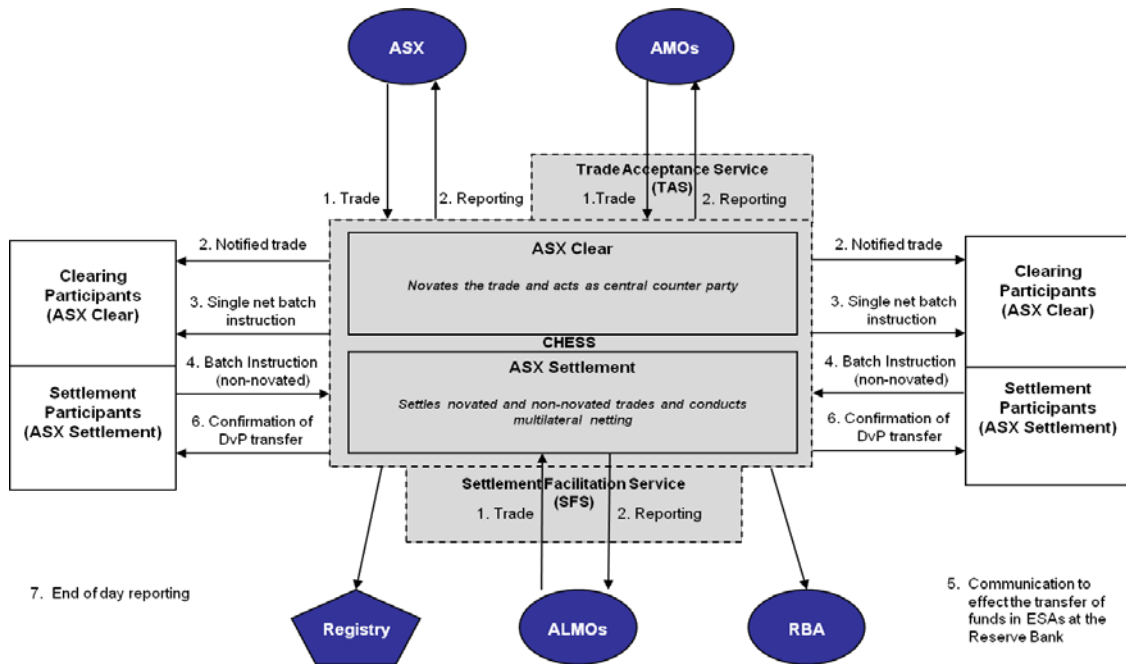 ASX
AMOs
Trade Acceptance Service
(TAS)
1. Trade
2. Reporting
1.Trade
2. Reporting
2. Notified trade
ASX Clear
2. Notified trade
Clearing
Participants
(ASX Clear)
Novates the trade and acts as central counter party
Clearing
Participants
(ASX Clear)
3. Single net batch
instruction
3. Single net batch
instruction
CHESS
4. Batch Instruction
(non-novated)
ASX Settlement
4. Batch Instruction
(non-novated)
Settlement
Participants
(ASX Settlement)
Settles novated and non-novated trades and conducts
multilateral netting
Settlement
Participants
(ASX Settlement)
6. Confirmation of
DvP transfer
6. Confirmation of
DvP transfer
Settlement Facilitation Service
(SFS)
1. Trade
2. Reporting
7. End of day reporting
5. Communication to
effect the transfer of
funds in ESAs at the
Reserve Bank
Registry
ALMOs
RBA